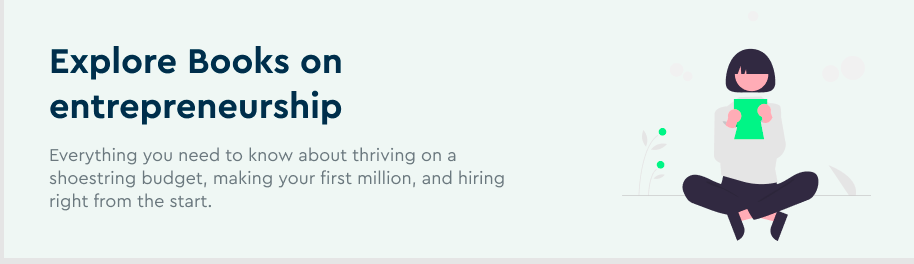 Explore Books on
entrepreneurship
Everything you need to know about thriving on a
shoestring budget, making your first million, and hiring
right from the start.